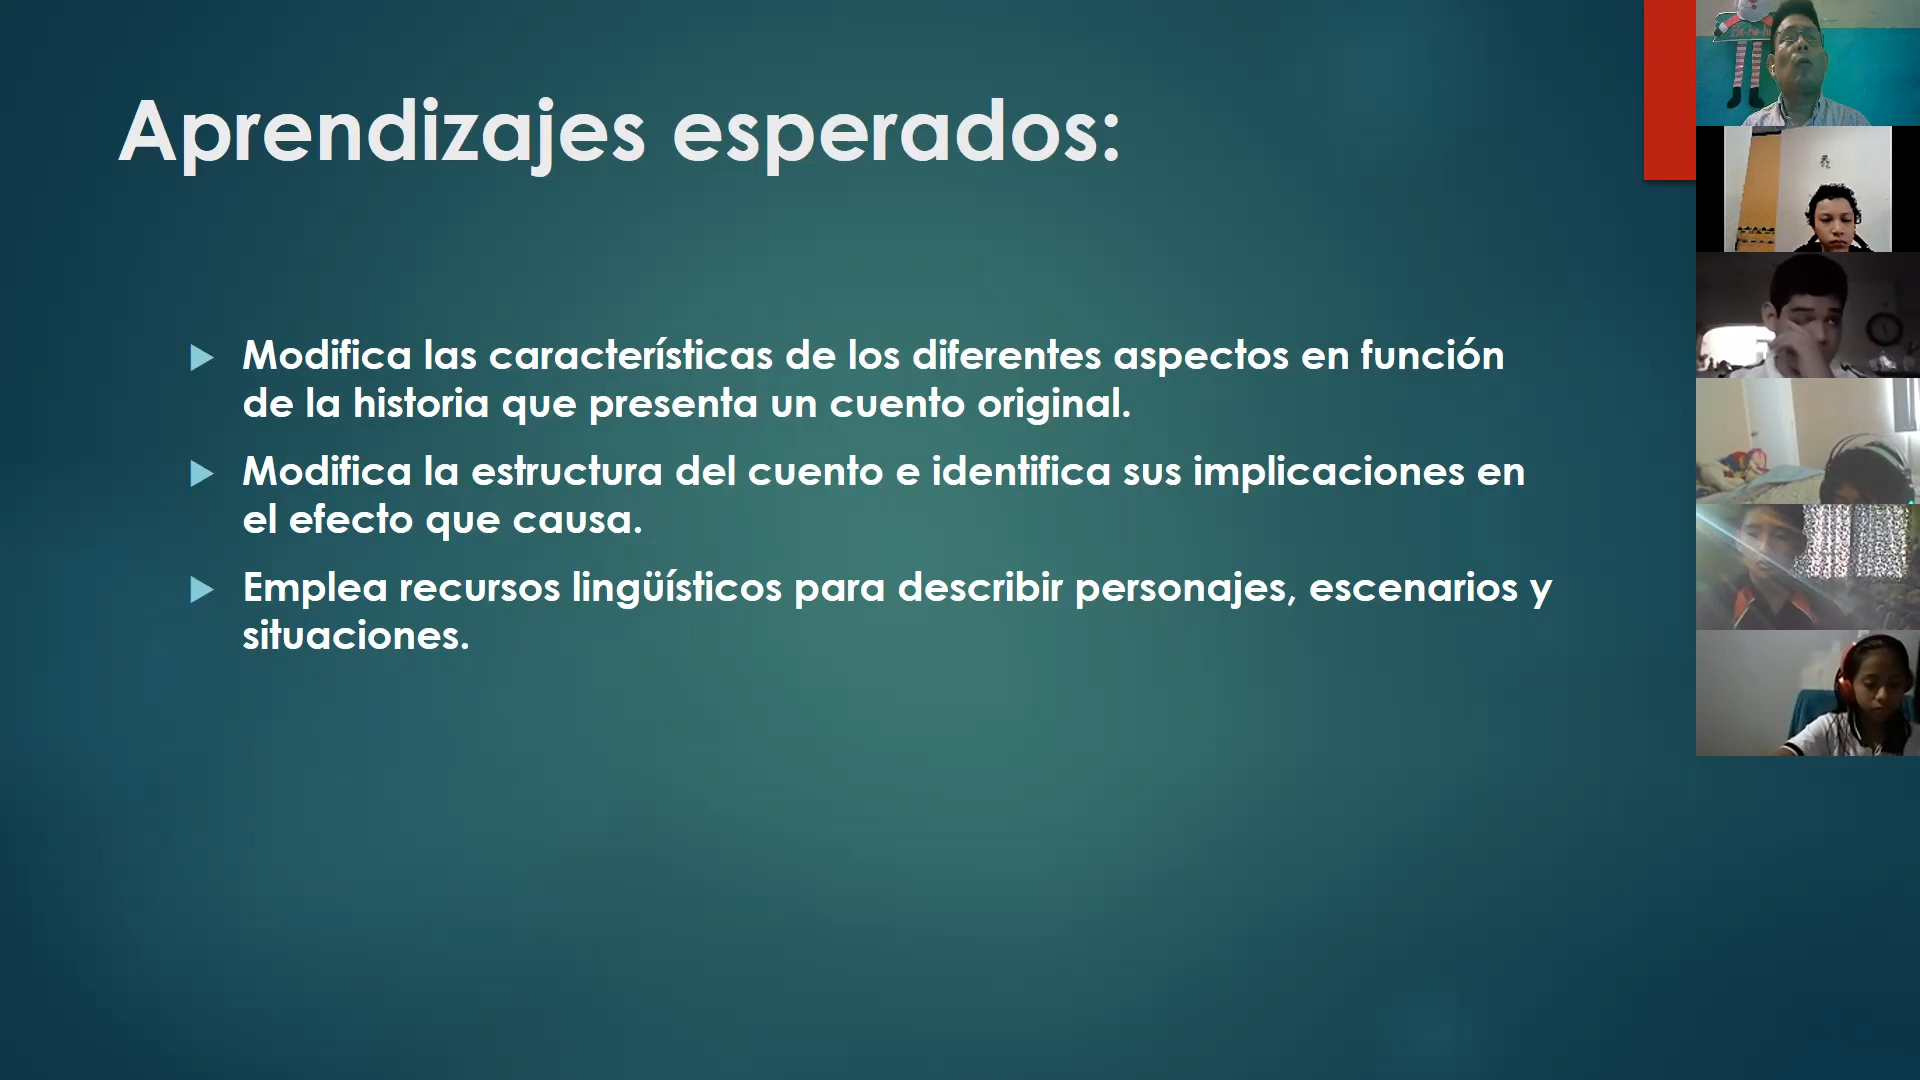 Aprendizajes esperados:
Modifica las características de los diferentes aspectos en función
de la historia que presenta un cuento original.
Modifica la estructura del cuento e identifica sus implicaciones en
el efecto que causa.
Emplea recursos lingüísticos para describir personajes, escenarios y
situaciones.